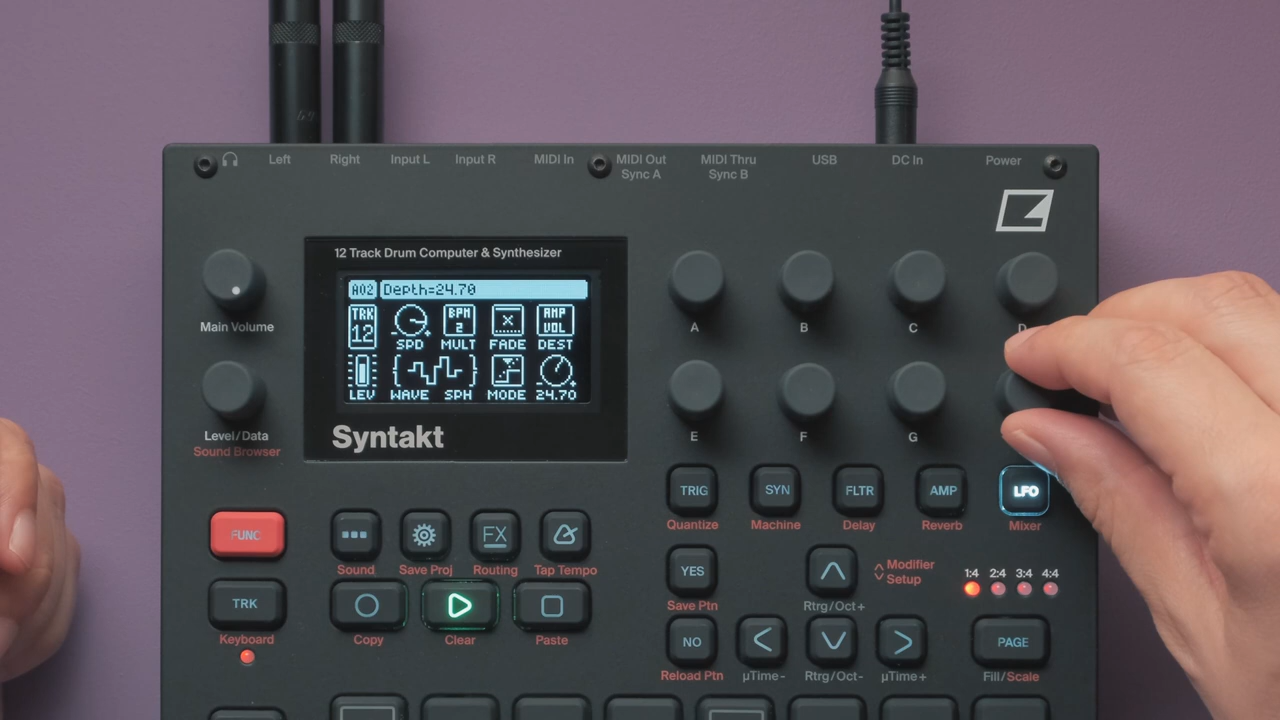 Left Right Input L Input R MIDI In MIDI Out MIDI Thru USB DC In Power
Sync A Sync B
12 Track Drum Computer & Synthesizer
A02 Depth=24.70
TRK 12 BPM 2 X AMP VOL
SPD MULT FADE DEST
LEV WAVE SPH MODE 24.70
Syntakt
Main Volume
Level/Data
Sound Browser
A B C D
E F G
TRIG SYN FLTR AMP LFO
Quantize Machine Delay Reverb Mixer
FUNC FX
Sound Save Proj Routing Tap Tempo
YES
Save Ptn
Rtrg/Oct+
Modifier
Setup
1:4 2:4 3:4 4:4
TRK
Keyboard
Copy Clear Paste
NO PAGE
Reload Ptn µTime- Rtrg/Oct- µTime+ Fill/Scale